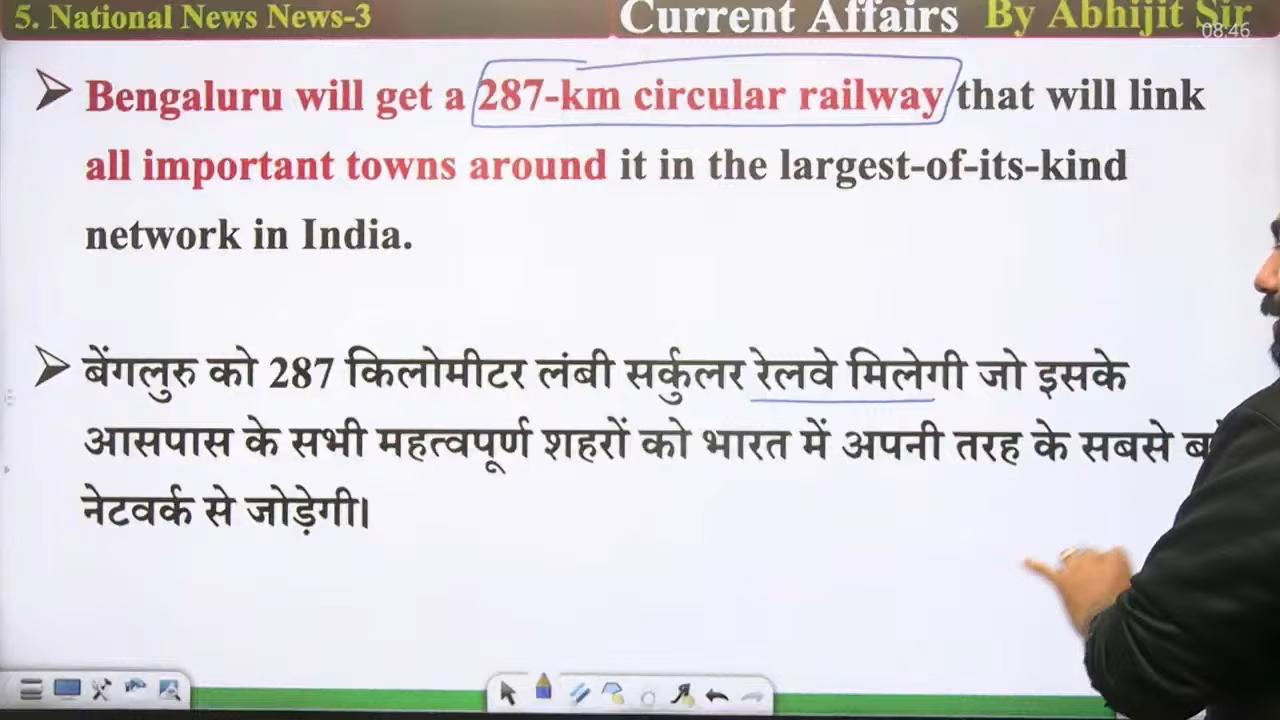 5. National News News-3
Current Affairs By Abhijit Sir
08:46
Bengaluru will get a 287-km circular railway that will link
all important towns around it in the largest-of-its-kind
network in India.
बेंगलुरु को 287 किलोमीटर लंबी सर्कुलर रेलवे मिलेगी जो इसके
आसपास के सभी महत्वपूर्ण शहरों को भारत में अपनी तरह के सबसे
नेटवर्क से जोड़ेगी।